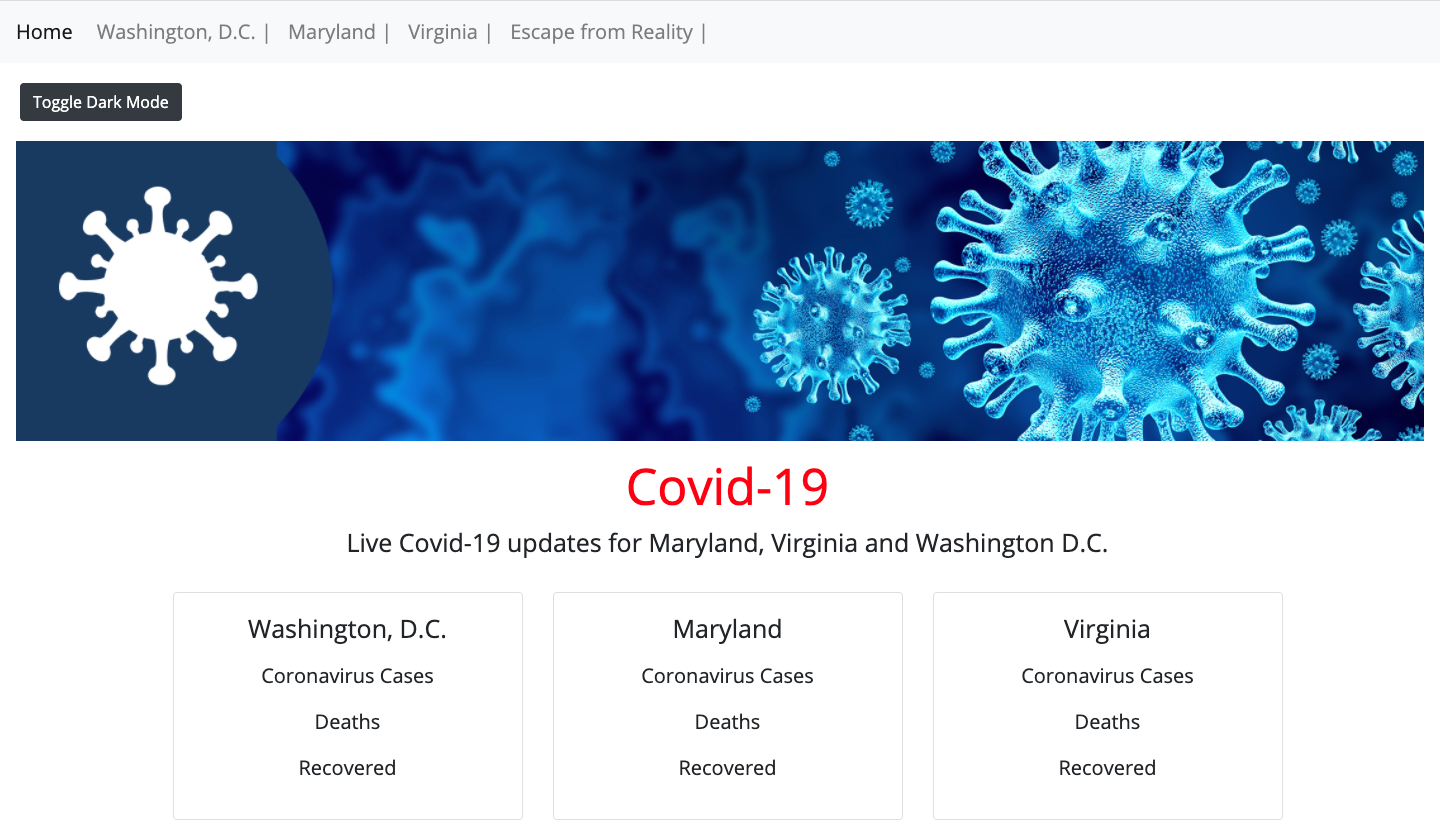 Home Washington, D.C. | Maryland | Virginia | Escape from Reality |
Toggle Dark Mode
Covid-19
Live Covid-19 updates for Maryland, Virginia and Washington D.C.
Washington, D.C.
Coronavirus Cases
Deaths
Recovered
Maryland
Coronavirus Cases
Deaths
Recovered
Virginia
Coronavirus Cases
Deaths
Recovered